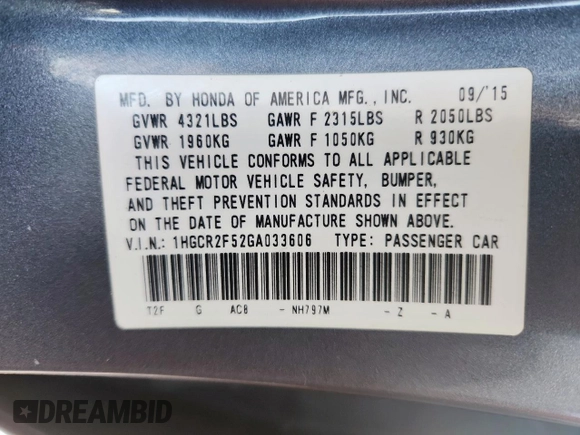 MFD. BY HONDA OF AMERICA MFG., INC. 09/'15
GVWR 4321LBS GAWR F 2315LBS R 2050LBS
GVWR 1960KG GAWR F 1050KG R 930KG
THIS VEHICLE CONFORMS TO ALL APPLICABLE
FEDERAL MOTOR VEHICLE SAFETY, BUMPER,
AND THEFT PREVENTION STANDARDS IN EFFECT
ON THE DATE OF MANUFACTURE SHOWN ABOVE.
V.I.N.: 1HGCR2F52GA033606 TYPE: PASSENGER CAR
T2F G AC8 - NH797M - Z - A
DREAMBID